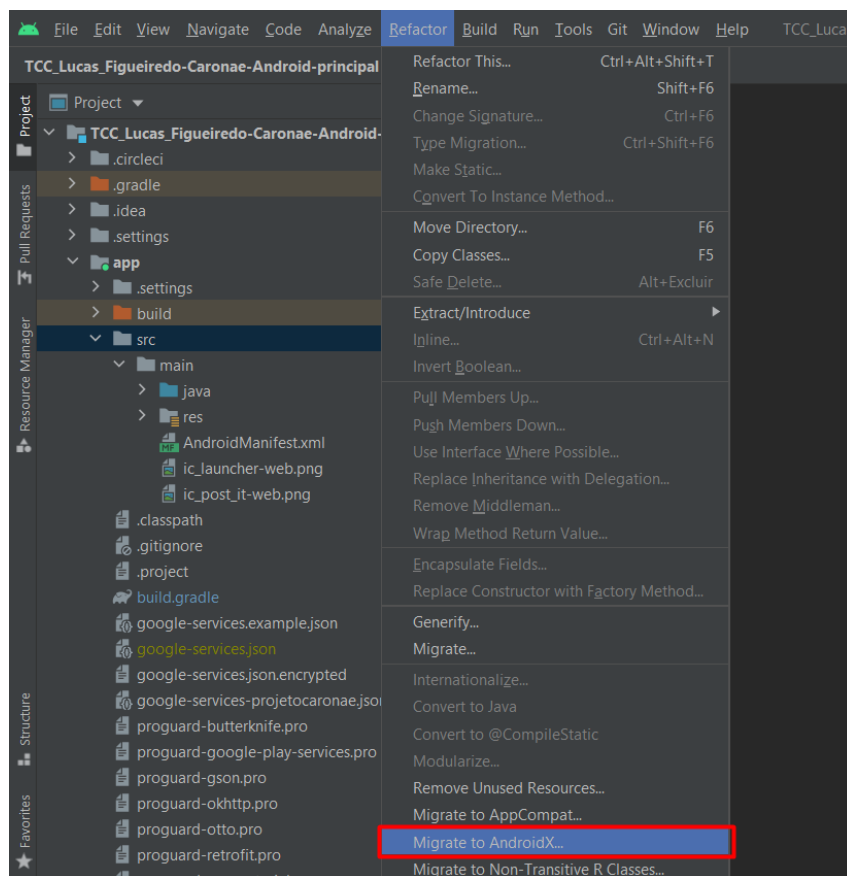 File Edit View Navigate Code Analyze Refactor Build Run Tools Git Window Help TCC_Luca
TCC_Lucas_Figueiredo-Caronae-Android-principal
Project
Project
Pull Requests
Resource Manager
Structure
Favorites
TCC_Lucas_Figueiredo-Caronae-Android-
.circleci
.gradle
.idea
.settings
app
.settings
build
src
main
java
res
AndroidManifest.xml
ic_launcher-web.png
ic_post_it-web.png
.classpath
.gitignore
.project
build.gradle
google-services.example.json
google-services.json
google-services.json.encrypted
google-services-projetocaronae.json
proguard-butterknife.pro
proguard-google-play-services.pro
proguard-gson.pro
proguard-okhttp.pro
proguard-otto.pro
proguard-retrofit.pro
Refactor This... Ctrl+Alt+Shift+T
Rename... Shift+F6
Change Signature... Ctrl+F6
Type Migration... Ctrl+Shift+F6
Make Static...
Convert To Instance Method...
Move Directory... F6
Copy Classes... F5
Safe Delete... Alt+Excluir
Extract/Introduce
Inline... Ctrl+Alt+N
Invert Boolean...
Pull Members Up...
Push Members Down...
Use Interface Where Possible...
Replace Inheritance with Delegation...
Remove Middleman...
Wrap Method Return Value...
Encapsulate Fields...
Replace Constructor with Factory Method...
Generify...
Migrate...
Internationalize...
Convert to Java
Convert to @CompileStatic
Modularize...
Remove Unused Resources...
Migrate to AppCompat...
Migrate to AndroidX...
Migrate to Non-Transitive R Classes...